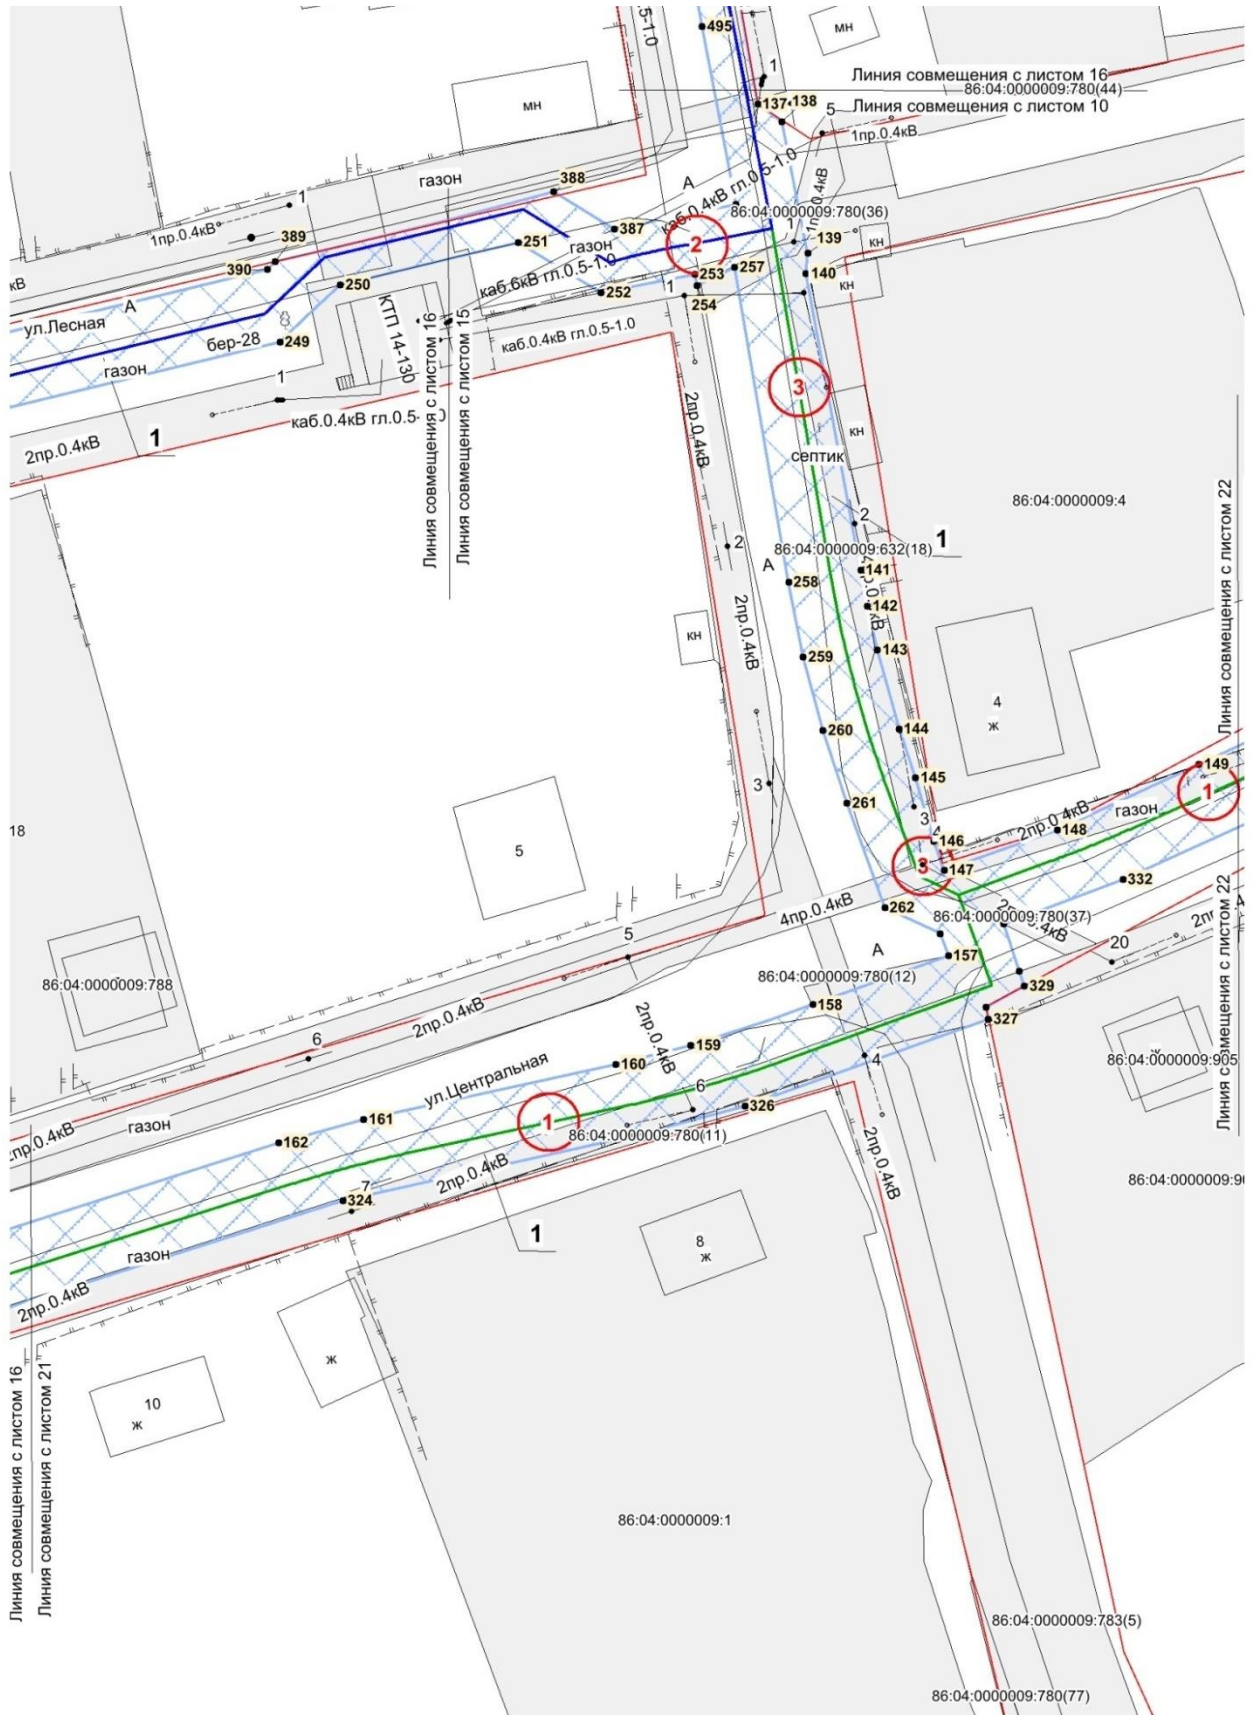 5-1.0
495
мн
1
Линия совмещения с листом 16
86:04:0000009:780(44)
Линия совмещения с листом 10
137
138
5
1пр.0.4кВ
мн
газон
388
А
каб.0.4кВ гл.0.5-1.0
1пр.0.4кВ
86:04:0000009:780(36)
1
1пр.0.4кВ
389
390
251
газон
387
2
1
139
кн
кВ
А
ул.Лесная
250
каб.6кВ гл.0.5-1.0
253
257
140
кн
252
1
254
бер-28
249
КТП 14-130
каб.0.4кВ гл.0.5-1.0
газон
1
каб.0.4кВ гл.0.5-
0
3
2пр.0.4кВ
1
2пр.0.4кВ
кн
септик
Линия совмещения с листом 16
Линия совмещения с листом 15
86:04:0000009:4
Линия совмещения с листом 22
2
1
2
86:04:0000009:632(18)
А
141
258
142
2пр.0.4кВ
кн
143
259
4
ж
260
144
3
145
149
1
261
3
газон
2пр.0.4кВ
148
18
5
4
146
3
147
332
262
4пр.0.4кВ
86:04:0000009:780(37)
Линия совмещения с листом 22
5
20
А
157
86:04:0000009:780(12)
86:04:0000009:788
329
158
2пр.0.4кВ
327
6
2пр.0.4кВ
159
4
86:04:0000009:905
160
ул.Центральная
6
326
161
1
газон
86:04:0000009:780(11)
162
2пр.0.4кВ
2пр.0.4кВ
7
324
1
8
ж
газон
2пр.0.4кВ
ж
10
ж
Линия совмещения с листом 16
Линия совмещения с листом 21
86:04:0000009:1
86:04:0000009:783(5)
86:04:0000009:780(77)